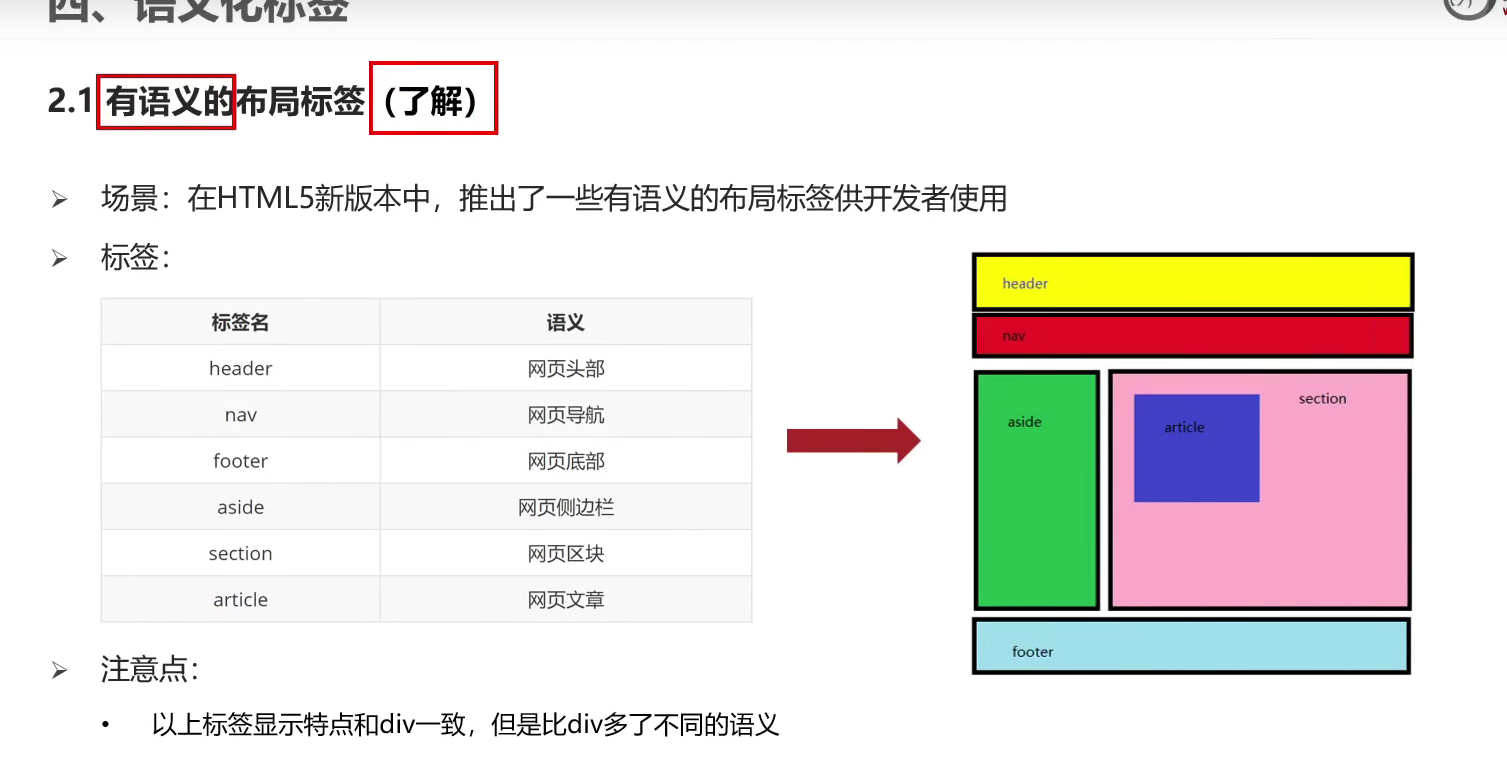 四、语义化标签
2.1 有语义的布局标签（了解）
➢ 场景：在HTML5新版本中，推出了一些有语义的布局标签供开发者使用
➢ 标签：
标签名 语义
header 网页头部
nav 网页导航
footer 网页底部
aside 网页侧边栏
section 网页区块
article 网页文章
header
nav
aside
section
article
footer
➢ 注意点：
• 以上标签显示特点和div一致，但是比div多了不同的语义